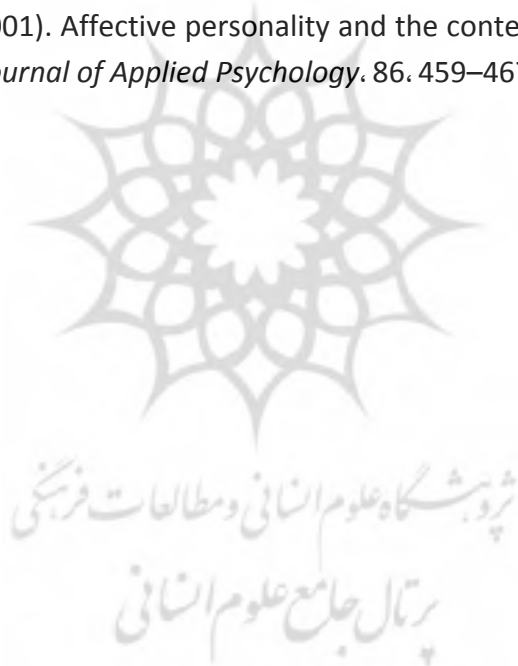 001). Affective personality and the conte
urnal of Applied Psychology، 86، 459–467
پژوهشگاه علوم انسانی و مطالعات فرهنگی
پرتال جامع علوم انسانی